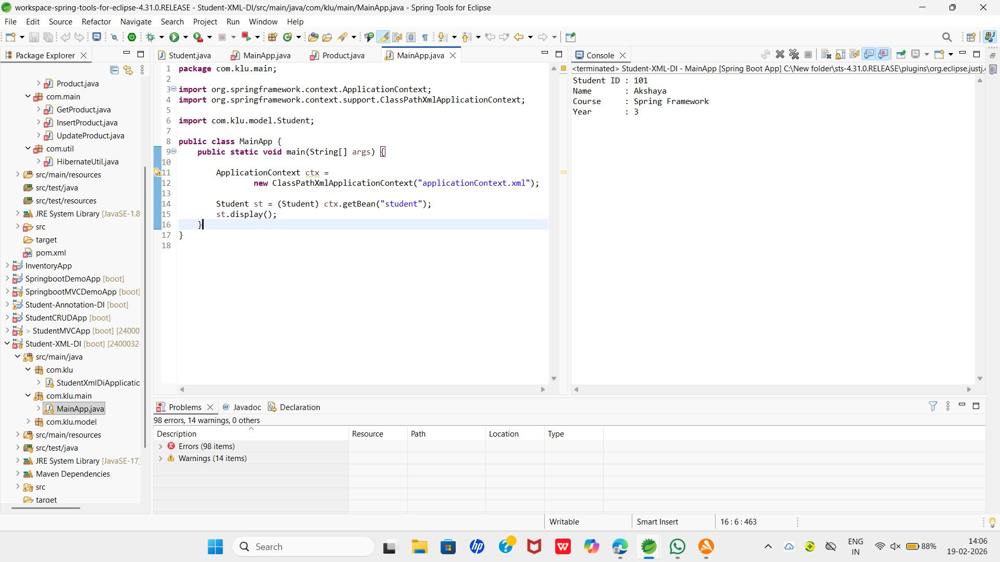 workspace-spring-tools-for-eclipse-4.31.0.RELEASE - Student-XML-DI/src/main/java/com/klu/main/MainApp.java - Spring Tools for Eclipse
File Edit Source Refactor Navigate Search Project Run Window Help
Package Explorer
Product.java
com.main
GetProduct.java
InsertProduct.java
UpdateProduct.java
com.util
HibernateUtil.java
src/main/resources
src/test/java
src/test/resources
JRE System Library [JavaSE-1.8
src
target
pom.xml
InventoryApp
SpringbootDemoApp [boot]
SpringbootMVCDemoApp [boot]
Student-Annotation-DI [boot]
StudentCRUDApp [boot]
> StudentMVCApp [boot] [24000
Student-XML-DI [boot] [2400032
src/main/java
com.klu
StudentXmlDiApplicatio
com.klu.main
MainApp.java
com.klu.model
src/main/resources
src/test/java
JRE System Library [JavaSE-17]
Maven Dependencies
src
target
Student.java MainApp.java Product.java MainApp.java
1 package com.klu.main;
2
3 import org.springframework.context.ApplicationContext;
4 import org.springframework.context.support.ClassPathXmlApplicationContext;
5
6 import com.klu.model.Student;
7
8 public class MainApp {
9 public static void main(String[] args) {
10
11 ApplicationContext ctx =
12 new ClassPathXmlApplicationContext("applicationContext.xml");
13
14 Student st = (Student) ctx.getBean("student");
15 st.display();
16 }
17 }
18
Console
<terminated> Student-XML-DI - MainApp [Spring Boot App] C:\New folder\sts-4.31.0.RELEASE\plugins\org.eclipse.justj.
Student ID : 101
Name : Akshaya
Course : Spring Framework
Year : 3
Problems @ Javadoc Declaration
98 errors, 14 warnings, 0 others
Description Resource Path Location Type
Errors (98 items)
Warnings (14 items)
Writable Smart Insert 16 : 6 : 463
Search
ENG
IN
88%
14:06
19-02-2026